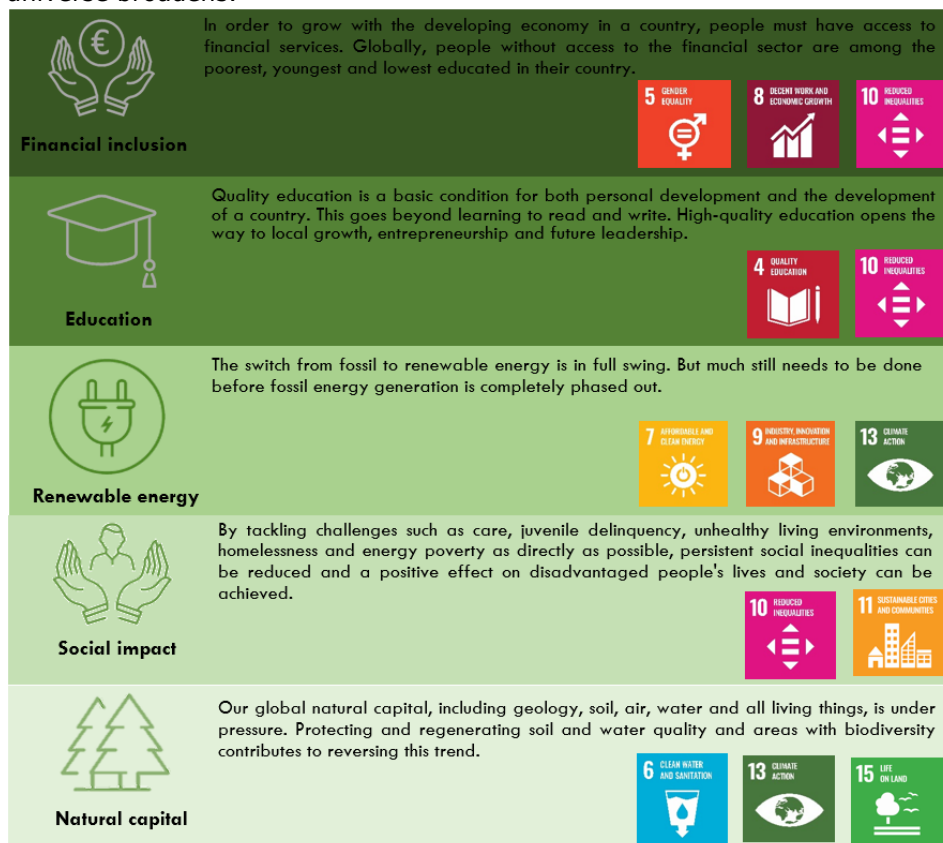 universe broadens.
In order to grow with the developing economy in a country, people must have access to
financial services. Globally, people without access to the financial sector are among the
poorest, youngest and lowest educated in their country.
5 GENDER
EQUALITY
8 DECENT WORK AND
ECONOMIC GROWTH
10 REDUCED
INEQUALITIES
Financial inclusion
Quality education is a basic condition for both personal development and the development
of a country. This goes beyond learning to read and write. High-quality education opens the
way to local growth, entrepreneurship and future leadership.
4 QUALITY
EDUCATION
10 REDUCED
INEQUALITIES
Education
The switch from fossil to renewable energy is in full swing. But much still needs to be done
before fossil energy generation is completely phased out.
7 AFFORDABLE AND
CLEAN ENERGY
9 INDUSTRY, INNOVATION
AND INFRASTRUCTURE
13 CLIMATE
ACTION
Renewable energy
By tackling challenges such as care, juvenile delinquency, unhealthy living environments,
homelessness and energy poverty as directly as possible, persistent social inequalities can
be reduced and a positive effect on disadvantaged people's lives and society can be
achieved.
10 REDUCED
INEQUALITIES
11 SUSTAINABLE CITIES
AND COMMUNITIES
Social impact
Our global natural capital, including geology, soil, air, water and all living things, is under
pressure. Protecting and regenerating soil and water quality and areas with biodiversity
contributes to reversing this trend.
6 CLEAN WATER
AND SANITATION
13 CLIMATE
ACTION
15 LIFE
ON LAND
Natural capital